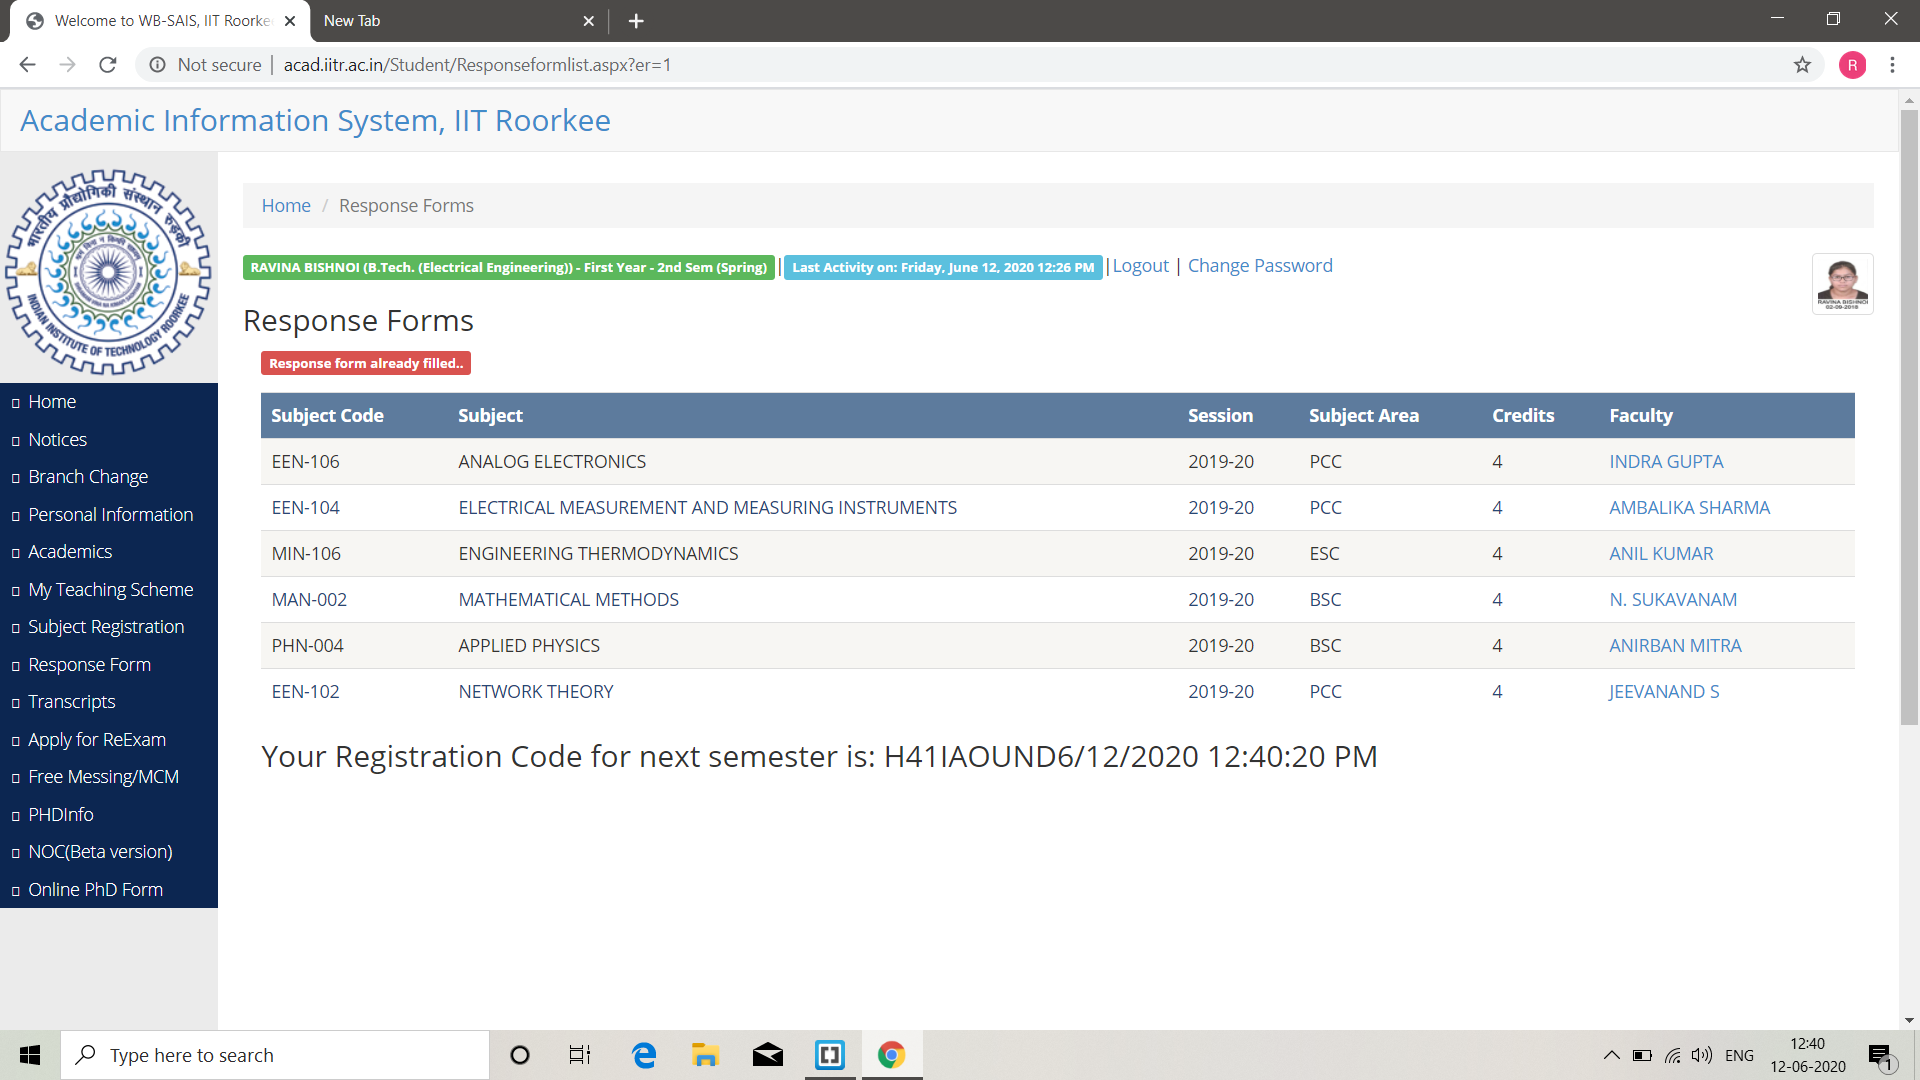 Welcome to WB-SAIS, IIT Roorke
New Tab
Not secure | acad.iitr.ac.in/Student/Responseformlist.aspx?er=1
R
Academic Information System, IIT Roorkee
भारतीय प्रौद्योगिकी संस्थान रुड़की
INDIAN INSTITUTE OF TECHNOLOGY ROORKEE
Home / Response Forms
RAVINA BISHNOI (B.Tech. (Electrical Engineering)) - First Year - 2nd Sem (Spring) | Last Activity on: Friday, June 12, 2020 12:26 PM | Logout | Change Password
RAVINA BISHNOI
Response Forms
Response form already filled..
Subject Code Subject Session Subject Area Credits Faculty
EEN-106 ANALOG ELECTRONICS 2019-20 PCC 4 INDRA GUPTA
EEN-104 ELECTRICAL MEASUREMENT AND MEASURING INSTRUMENTS 2019-20 PCC 4 AMBALIKA SHARMA
MIN-106 ENGINEERING THERMODYNAMICS 2019-20 ESC 4 ANIL KUMAR
MAN-002 MATHEMATICAL METHODS 2019-20 BSC 4 N. SUKAVANAM
PHN-004 APPLIED PHYSICS 2019-20 BSC 4 ANIRBAN MITRA
EEN-102 NETWORK THEORY 2019-20 PCC 4 JEEVANAND S
Your Registration Code for next semester is: H41IAOUND6/12/2020 12:40:20 PM
Home
Notices
Branch Change
Personal Information
Academics
My Teaching Scheme
Subject Registration
Response Form
Transcripts
Apply for ReExam
Free Messing/MCM
PHDInfo
NOC(Beta version)
Online PhD Form
Type here to search
ENG
12:40
12-06-2020
1